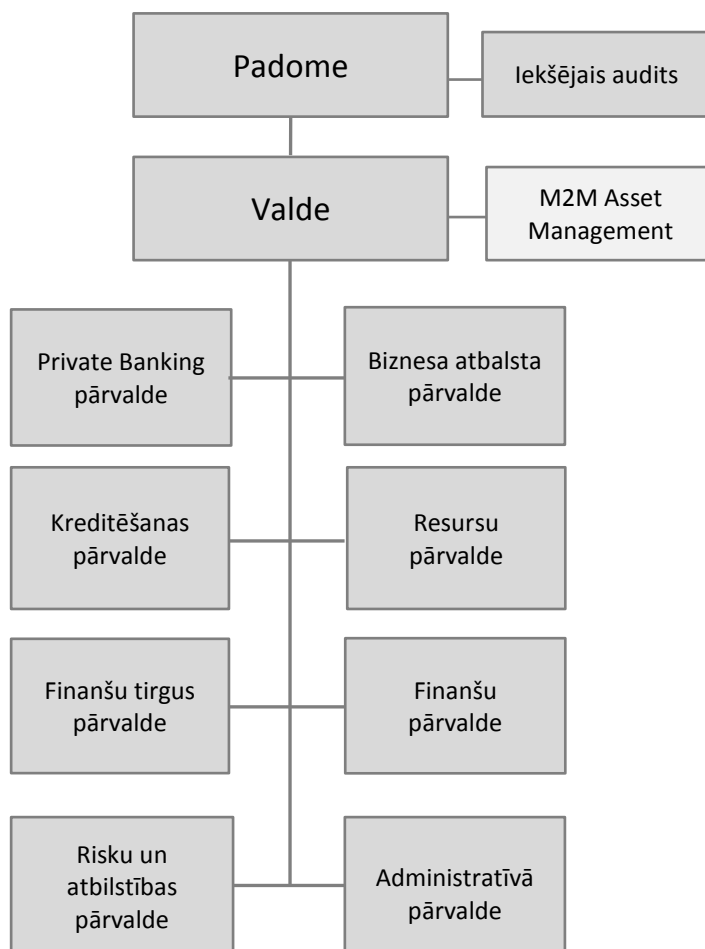 Padome
Iekšējais audits
Valde
M2M Asset
Management
Private Banking
pārvalde
Biznesa atbalsta
pārvalde
Kreditēšanas
pārvalde
Resursu
pārvalde
Finanšu tirgus
pārvalde
Finanšu
pārvalde
Risku un
atbilstības
pārvalde
Administratīvā
pārvalde